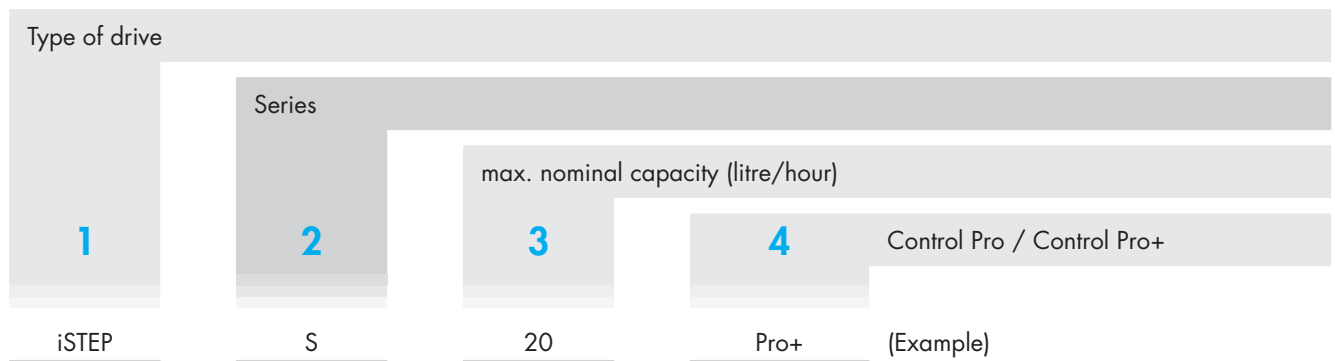 Type of drive
Series
max. nominal capacity (litre/hour)
1 2 3 4 Control Pro / Control Pro+
iSTEP S 20 Pro+ (Example)